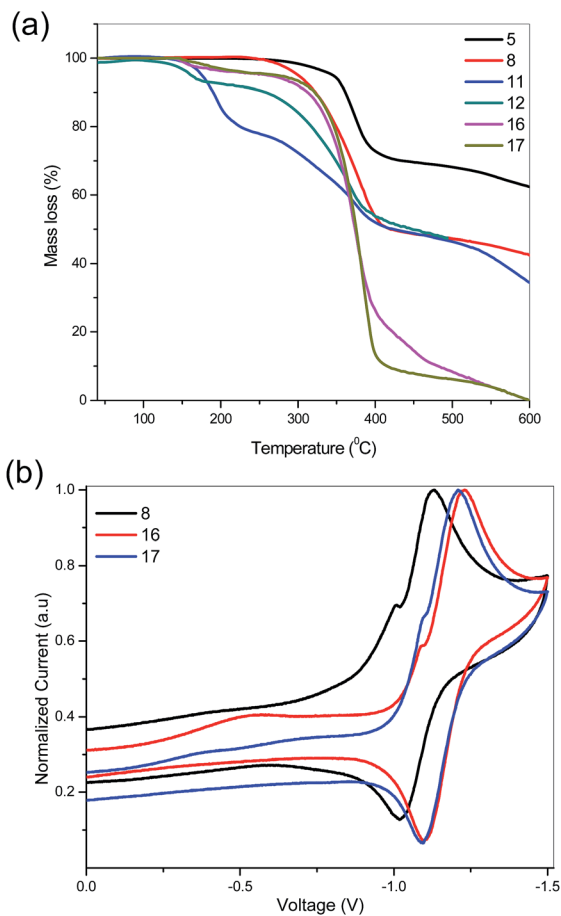 (a)
5
8
11
12
16
17
100
80
60
40
20
0
Mass loss (%)
100 200 300 400 500 600
Temperature (⁰C)
(b)
8
16
17
1.0
0.8
0.6
0.4
0.2
Normalized Current (a.u)
0.0 -0.5 -1.0 -1.5
Voltage (V)